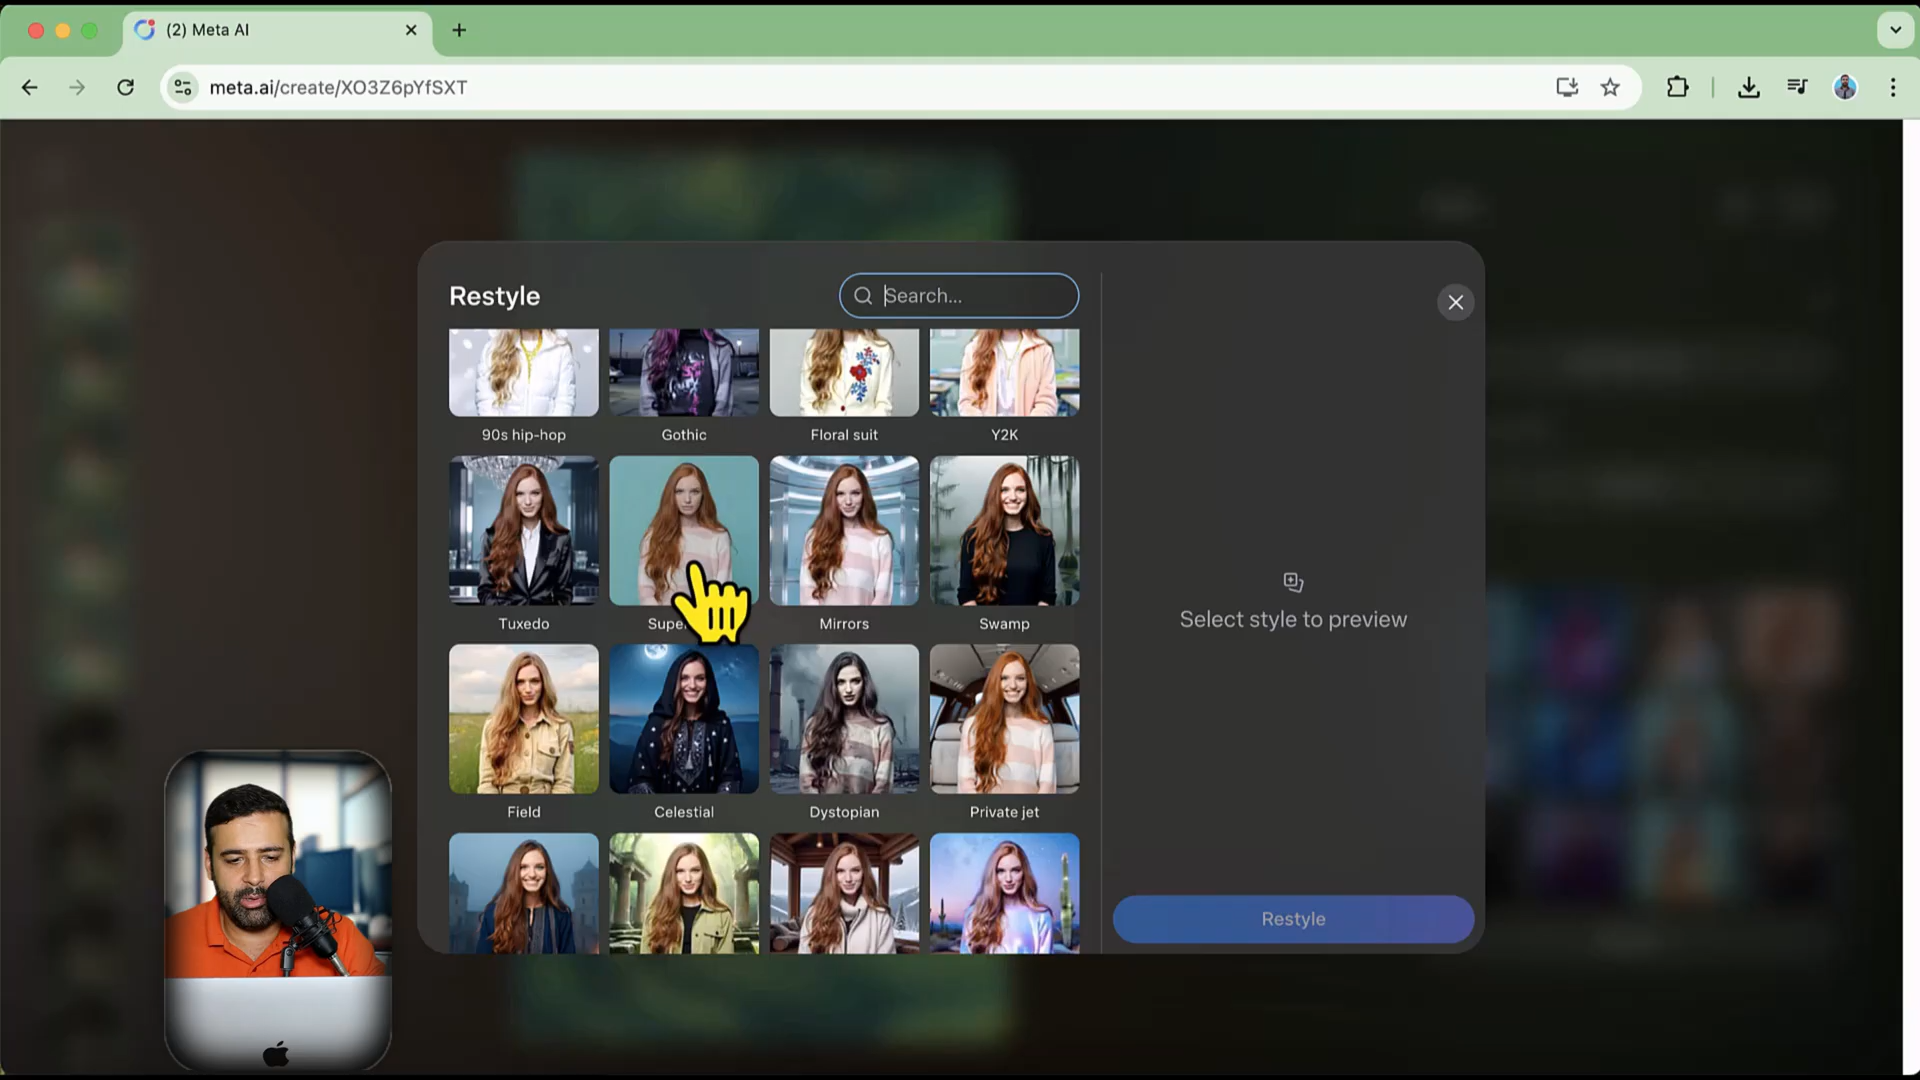 (2) Meta AI
meta.ai/create/XO3Z6pYfSXT
Restyle
Search...
90s hip-hop
Gothic
Floral suit
Y2K
Tuxedo
Mirrors
Swamp
Select style to preview
Field
Celestial
Dystopian
Private jet
Restyle